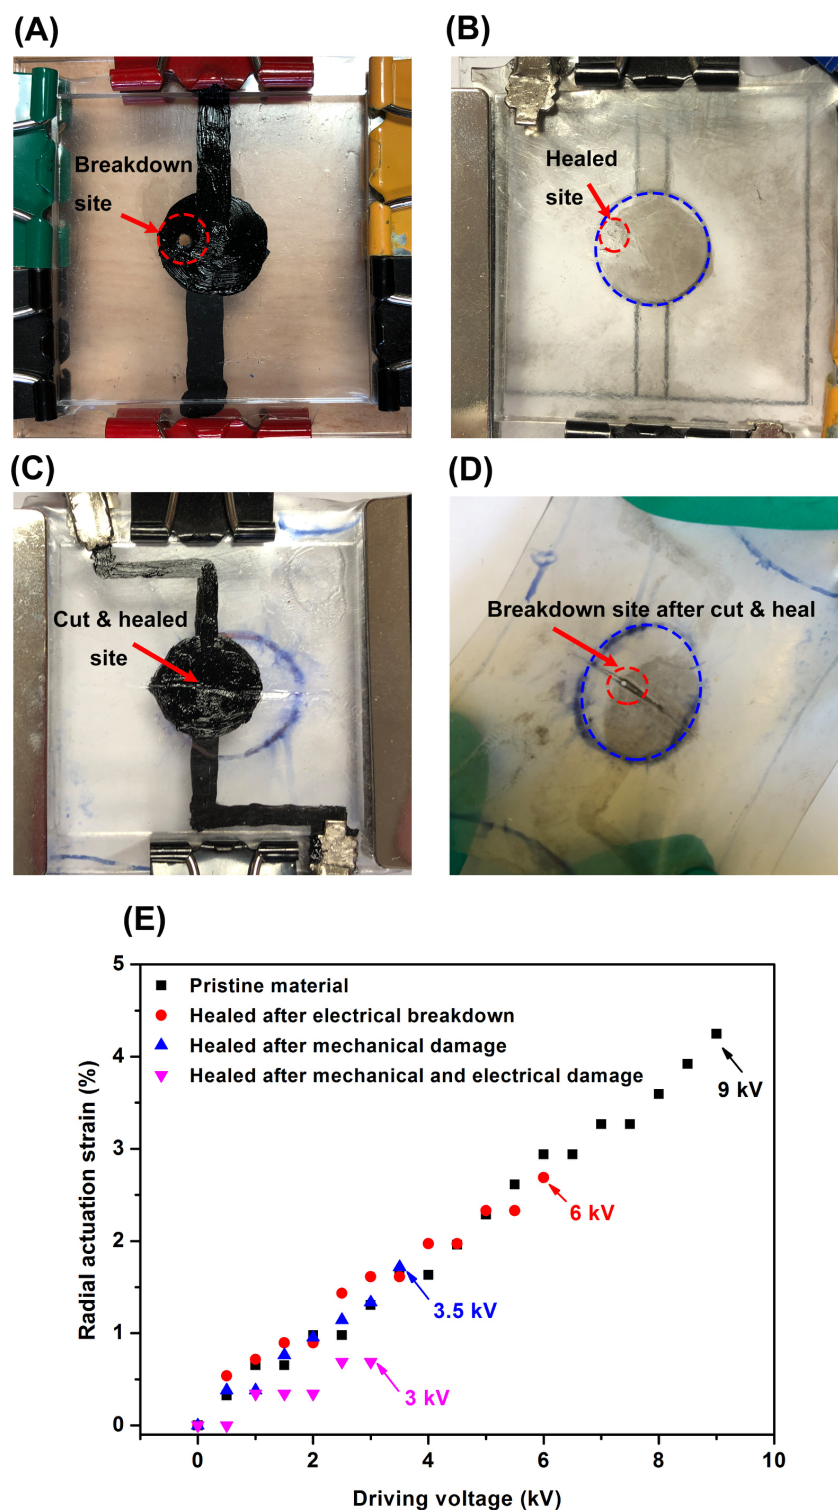 (A)
Breakdown
site
(B)
Healed
site
(C)
Cut & healed
site
(D)
Breakdown site after cut & heal
(E)
Radial actuation strain (%)
5
4
3
2
1
0
Pristine material
Healed after electrical breakdown
Healed after mechanical damage
Healed after mechanical and electrical damage
9 kV
6 kV
3.5 kV
3 kV
0 2 4 6 8 10
Driving voltage (kV)